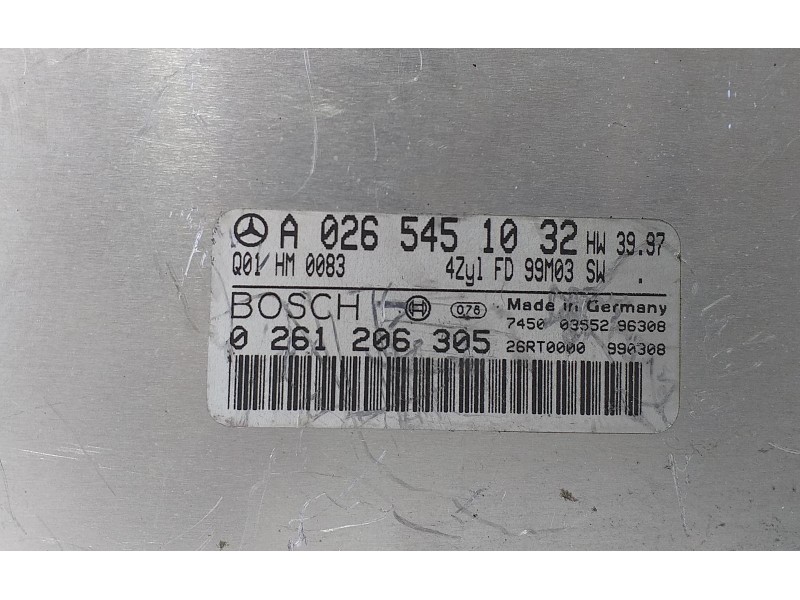 A 026 545 10 32 HW 39.97
Q01/HM 0083 4Zyl FD 99M03 SW .
BOSCH 078 Made in Germany
7450 03S52 96308
0 261 206 305 26RT0000 990308